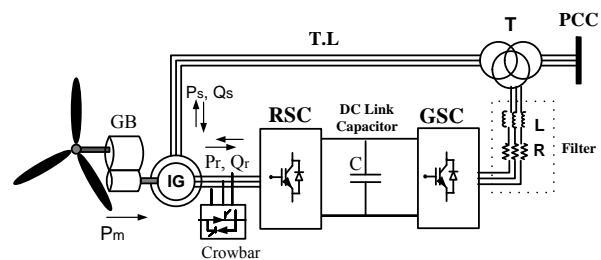 T.L
T
PCC
Ps, Qs
GB
RSC
DC Link
Capacitor
GSC
L
R
Filter
Pr, Qr
IG
C
Pm
Crowbar